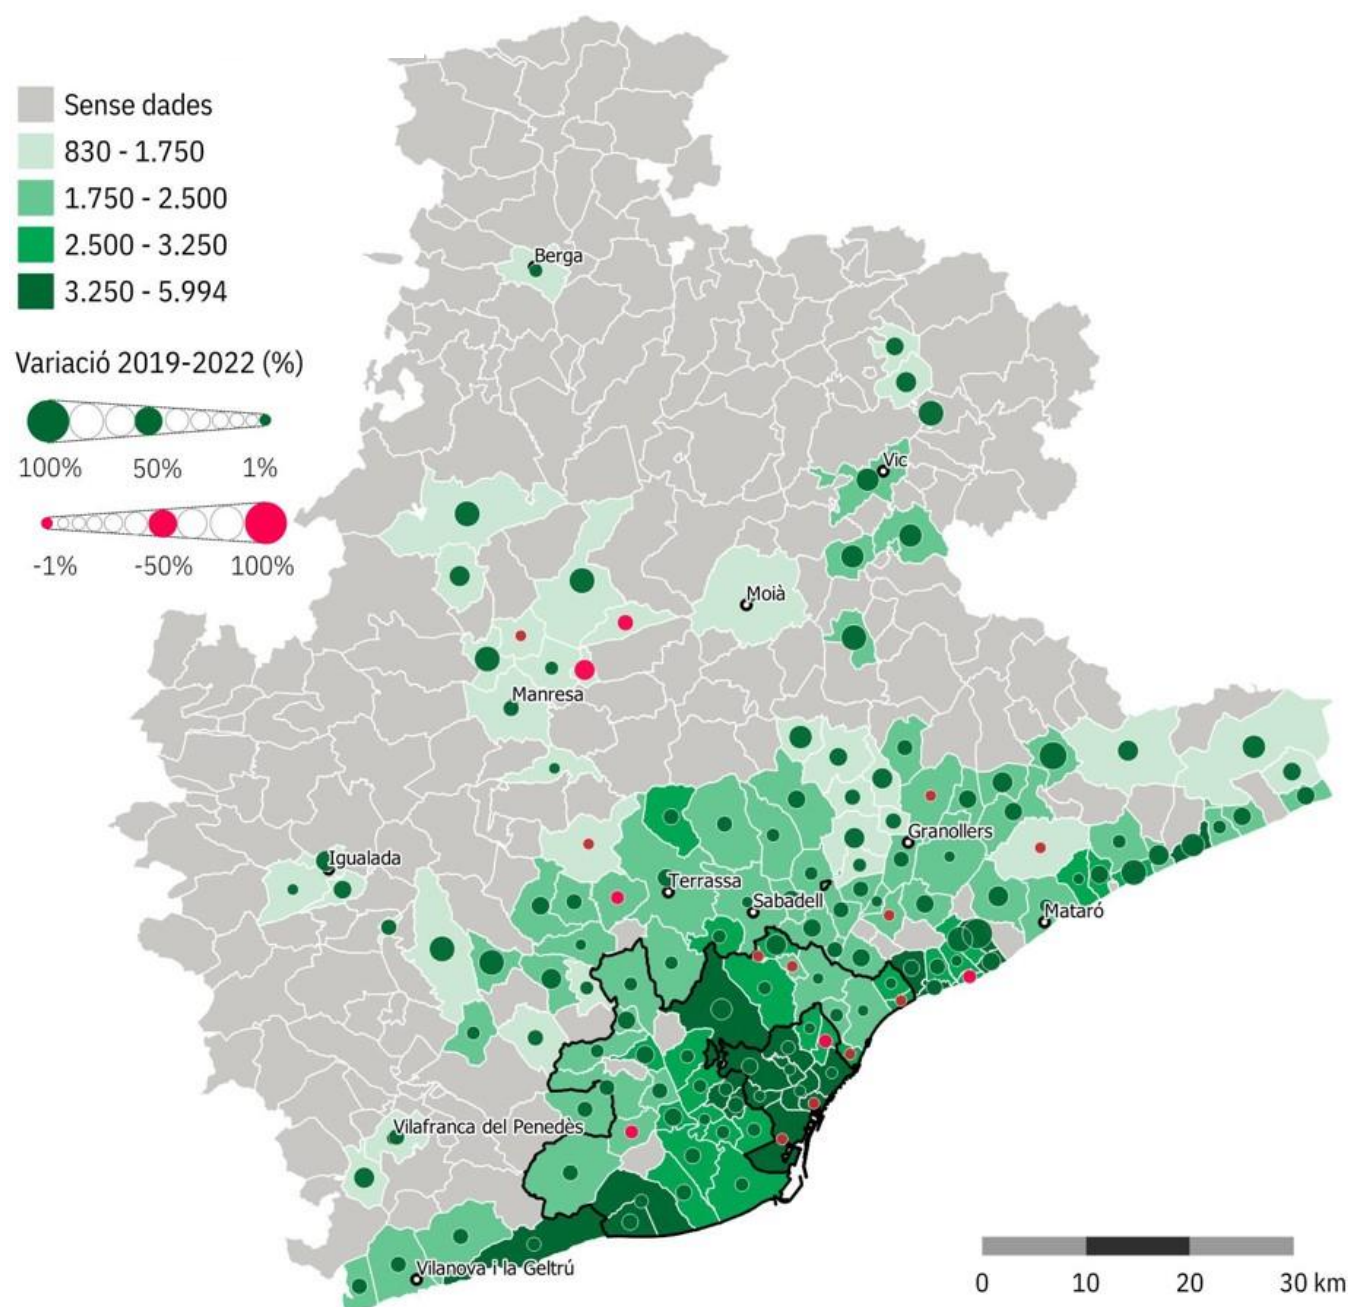 Sense dades
830 - 1.750
1.750 - 2.500
2.500 - 3.250
3.250 - 5.994
Variació 2019-2022 (%)
100% 50% 1%
-1% -50% 100%
Berga
Vic
Moià
Manresa
Granollers
Igualada
Terrassa
Sabadell
Mataró
Vilafranca del Penedès
Vilanova i la Geltrú
0 10 20 30 km